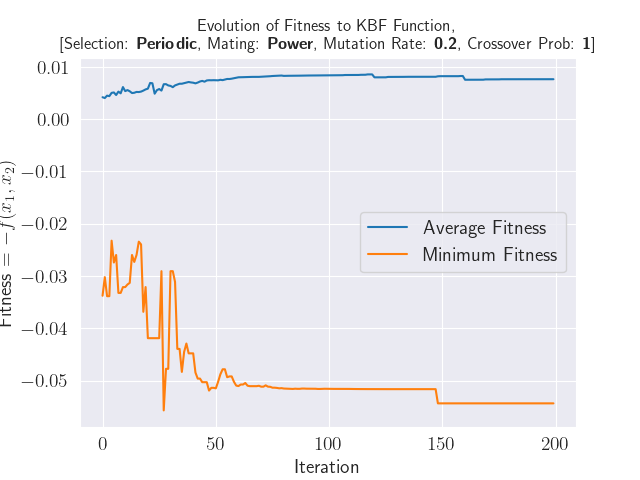 Evolution of Fitness to KBF Function,
[Selection: Periodic, Mating: Power, Mutation Rate: 0.2, Crossover Prob: 1]
0.01
0.00
−0.01
−0.02
−0.03
−0.04
−0.05
Fitness = −f(x₁, x₂)
Average Fitness
Minimum Fitness
0 50 100 150 200
Iteration